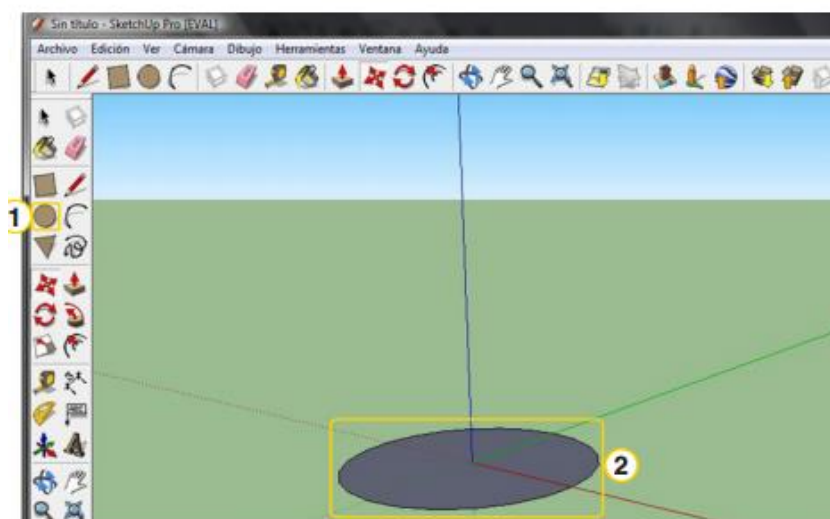 Sin título - SketchUp Pro [EVAL]
Archivo Edición Ver Cámara Dibujo Herramientas Ventana Ayuda
1
2